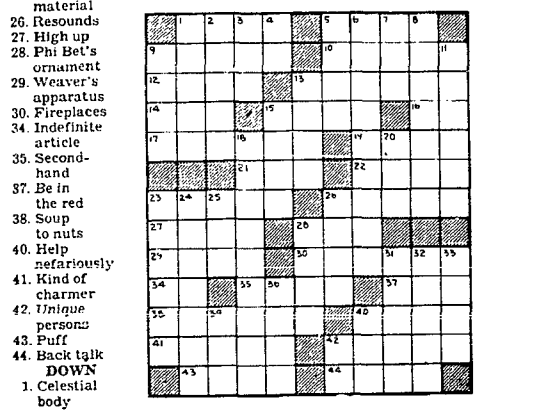 material
26. Resounds
27. High up
28. Phi Bet's
ornament
29. Weaver's
apparatus
30. Fireplaces
34. Indefinite
article
35. Second-
hand
37. Be in
the red
38. Soup
to nuts
40. Help
nefariously
41. Kind of
charmer
42. Unique
persons
43. Puff
44. Back talk
DOWN
1. Celestial
body
1 2 3 4 5 6 7 8
9 10 11
12 13
14 15 16
17 18 19 20
21 22
23 24 25 26
27 28
29 30 31 32 33
34 35 36 37
38 39 40
41 42
43 44